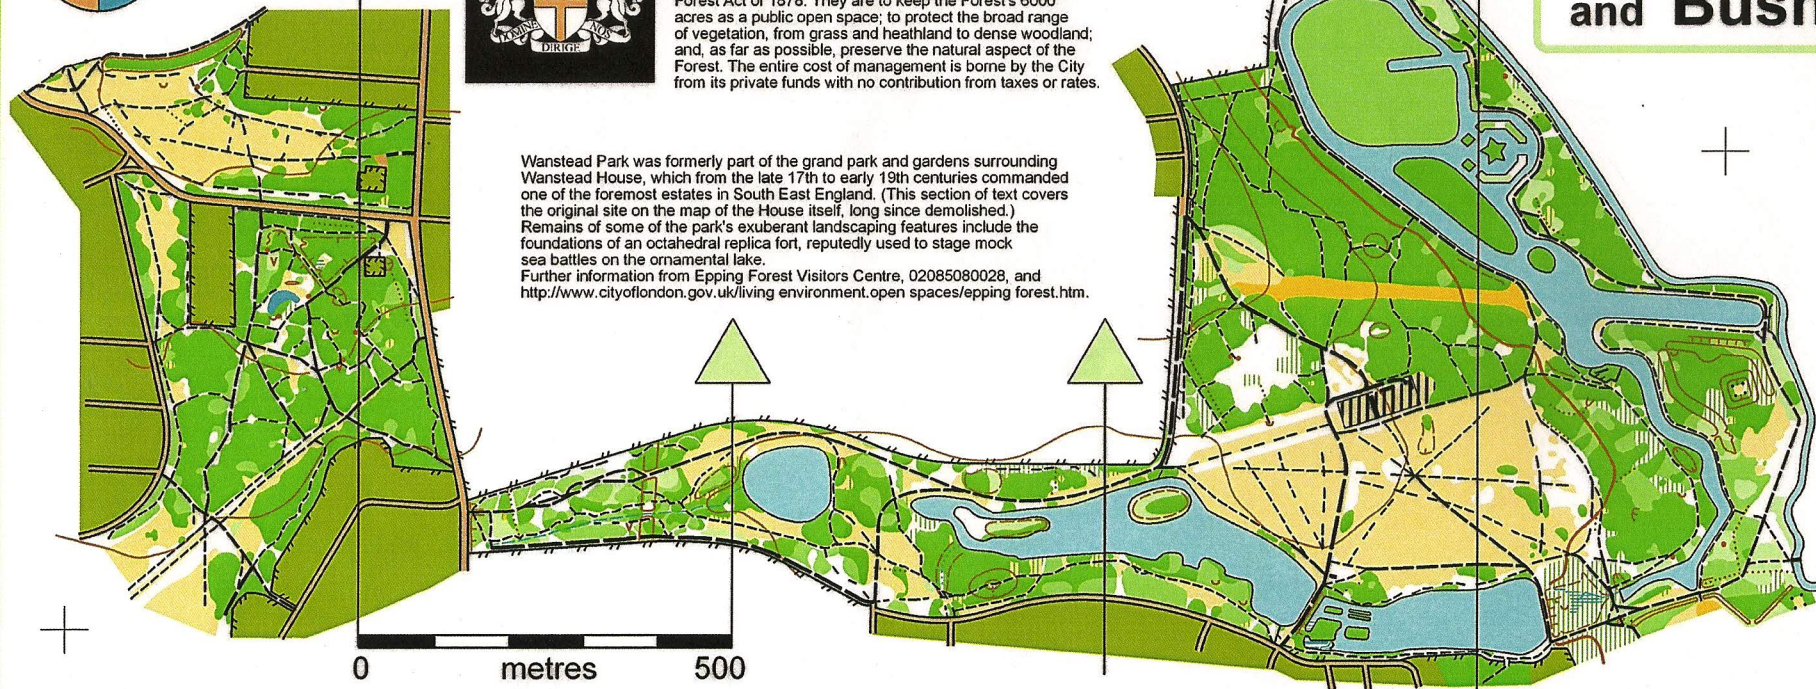 and Bush
DOMINE DIRIGE NOS
Forest Act of 1878. They are to keep the Forest's 6000
acres as a public open space; to protect the broad range
of vegetation, from grass and heathland to dense woodland;
and, as far as possible, preserve the natural aspect of the
Forest. The entire cost of management is borne by the City
from its private funds with no contribution from taxes or rates.
Wanstead Park was formerly part of the grand park and gardens surrounding
Wanstead House, which from the late 17th to early 19th centuries commanded
one of the foremost estates in South East England. (This section of text covers
the original site on the map of the House itself, long since demolished.)
Remains of some of the park's exuberant landscaping features include the
foundations of an octahedral replica fort, reputedly used to stage mock
sea battles on the ornamental lake.
Further information from Epping Forest Visitors Centre, 02085080028, and
http://www.cityoflondon.gov.uk/living environment.open spaces/epping forest.htm.
0 metres 500